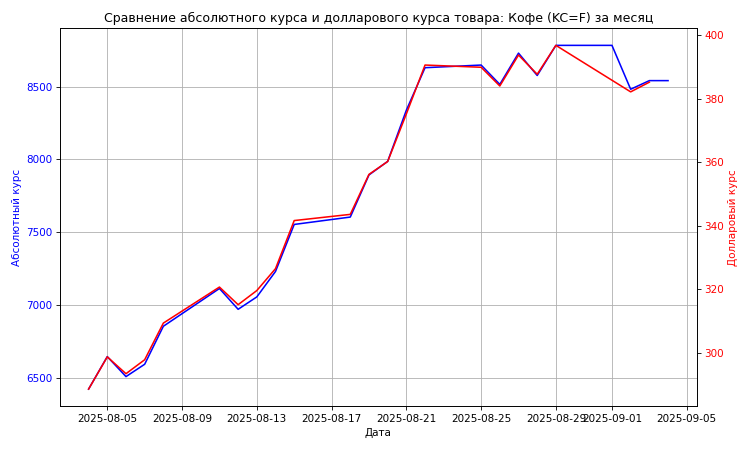 Сравнение абсолютного курса и долларового курса товара: Кофе (KC=F) за месяц
Абсолютный курс
8500
8000
7500
7000
6500
400
380
360
340
320
300
Долларовый курс
2025-08-05 2025-08-09 2025-08-13 2025-08-17 2025-08-21 2025-08-25 2025-08-29 2025-09-01 2025-09-05
Дата